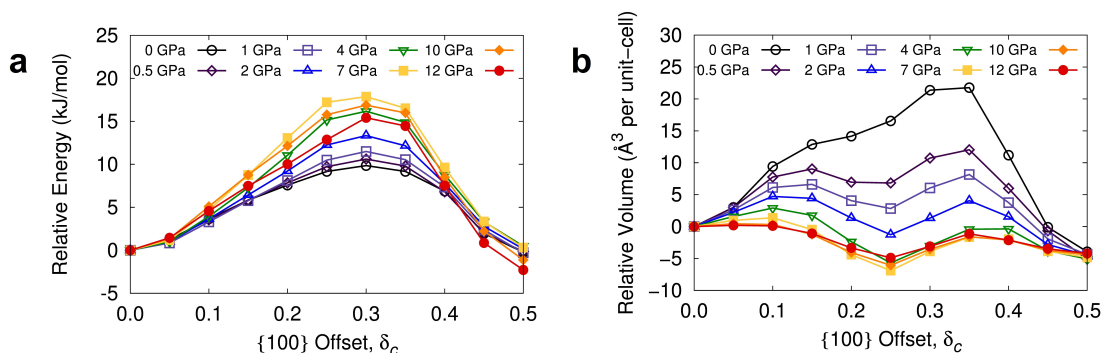 a
25
20
15
10
5
0
-5
Relative Energy (kJ/mol)
0 GPa 1 GPa 4 GPa 10 GPa
0.5 GPa 2 GPa 7 GPa 12 GPa
0.0 0.1 0.2 0.3 0.4 0.5
{100} Offset, δc
b
30
25
20
15
10
5
0
−5
−10
Relative Volume (Å3 per unit−cell)
0 GPa 1 GPa 4 GPa 10 GPa
0.5 GPa 2 GPa 7 GPa 12 GPa
0.0 0.1 0.2 0.3 0.4 0.5
{100} Offset, δc